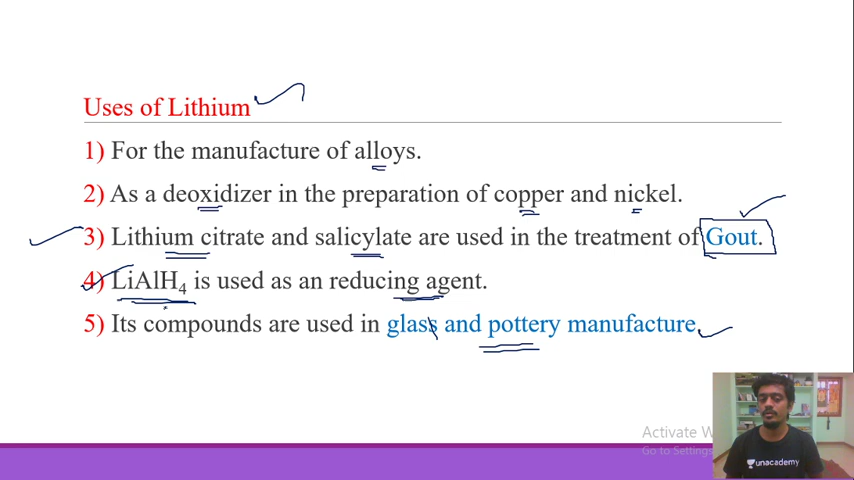 Uses of Lithium
1) For the manufacture of alloys.
2) As a deoxidizer in the preparation of copper and nickel.
3) Lithium citrate and salicylate are used in the treatment of Gout.
4) LiAlH₄ is used as an reducing agent.
5) Its compounds are used in glass and pottery manufacture.
Activate W
Go to Settings
unacademy